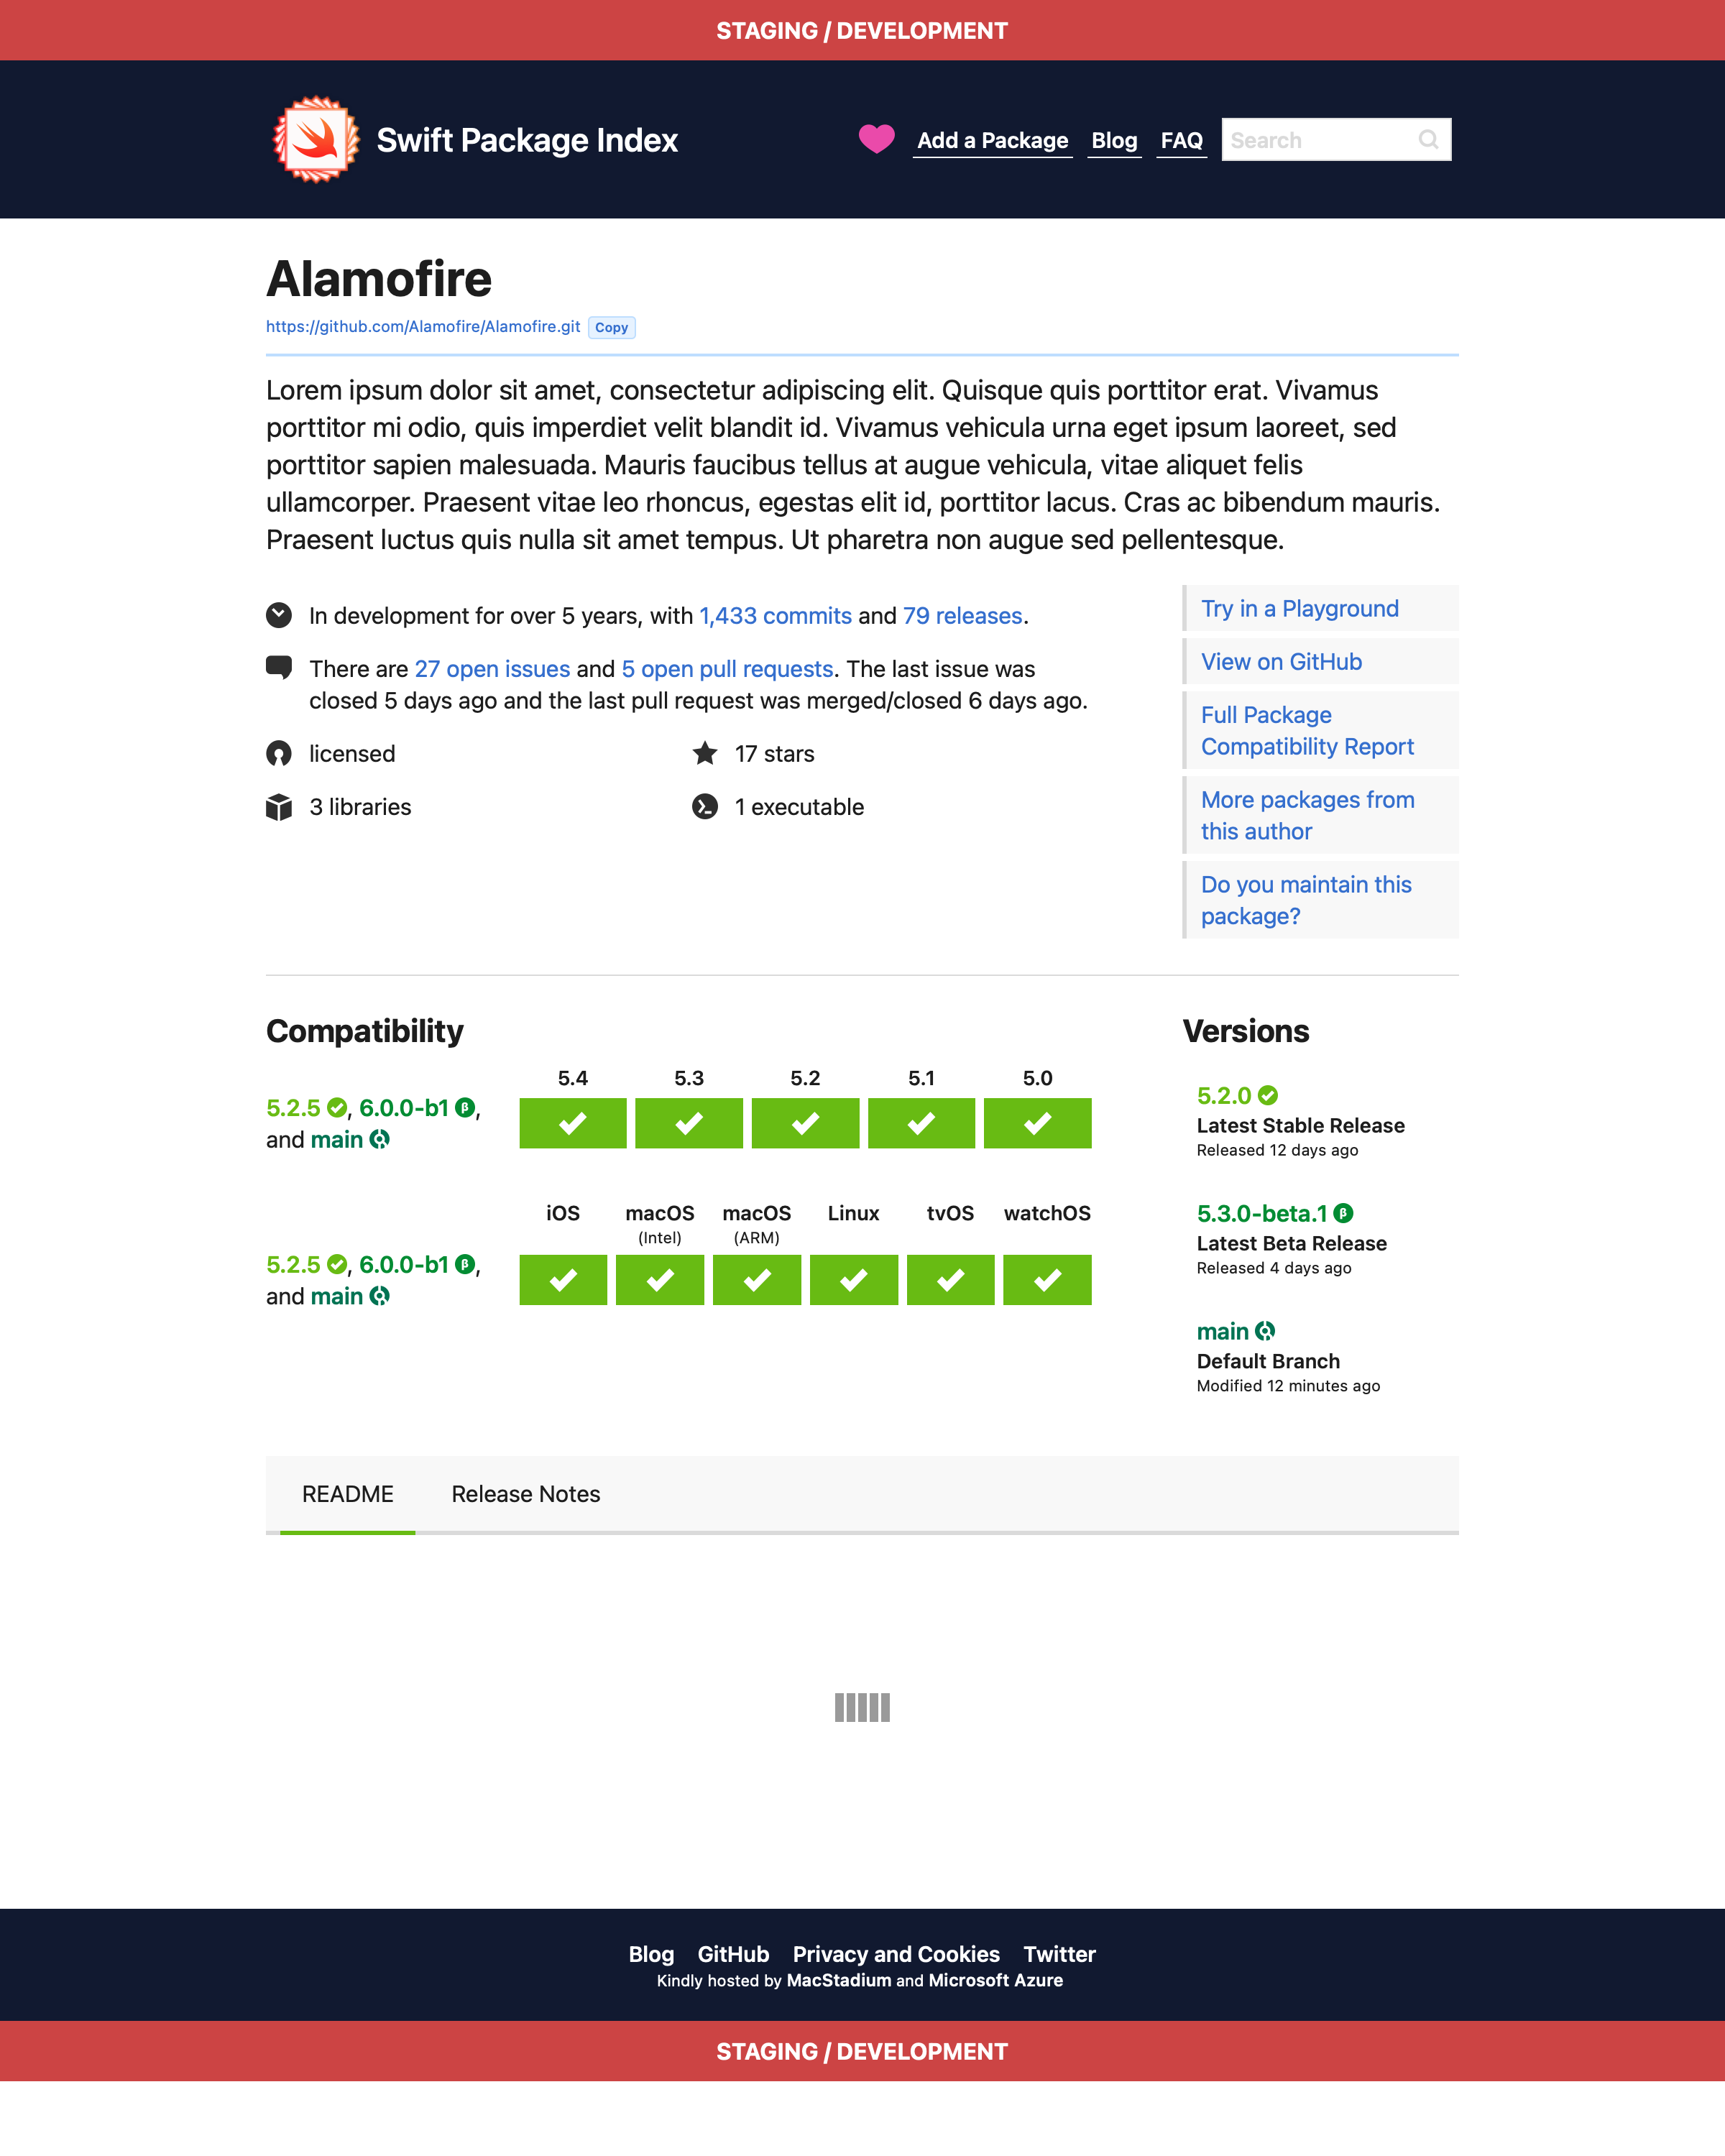 STAGING / DEVELOPMENT
Swift Package Index
Add a Package Blog FAQ Search
Alamofire
https://github.com/Alamofire/Alamofire.git Copy
Lorem ipsum dolor sit amet, consectetur adipiscing elit. Quisque quis porttitor erat. Vivamus
porttitor mi odio, quis imperdiet velit blandit id. Vivamus vehicula urna eget ipsum laoreet, sed
porttitor sapien malesuada. Mauris faucibus tellus at augue vehicula, vitae aliquet felis
ullamcorper. Praesent vitae leo rhoncus, egestas elit id, porttitor lacus. Cras ac bibendum mauris.
Praesent luctus quis nulla sit amet tempus. Ut pharetra non augue sed pellentesque.
In development for over 5 years, with 1,433 commits and 79 releases.
There are 27 open issues and 5 open pull requests. The last issue was
closed 5 days ago and the last pull request was merged/closed 6 days ago.
licensed
17 stars
3 libraries
1 executable
Try in a Playground
View on GitHub
Full Package
Compatibility Report
More packages from
this author
Do you maintain this
package?
Compatibility
5.4 5.3 5.2 5.1 5.0
5.2.5, 6.0.0-b1 β,
and main
iOS macOS macOS Linux tvOS watchOS
(Intel) (ARM)
5.2.5, 6.0.0-b1 β,
and main
Versions
5.2.0
Latest Stable Release
Released 12 days ago
5.3.0-beta.1 β
Latest Beta Release
Released 4 days ago
main
Default Branch
Modified 12 minutes ago
README Release Notes
Blog GitHub Privacy and Cookies Twitter
Kindly hosted by MacStadium and Microsoft Azure
STAGING / DEVELOPMENT